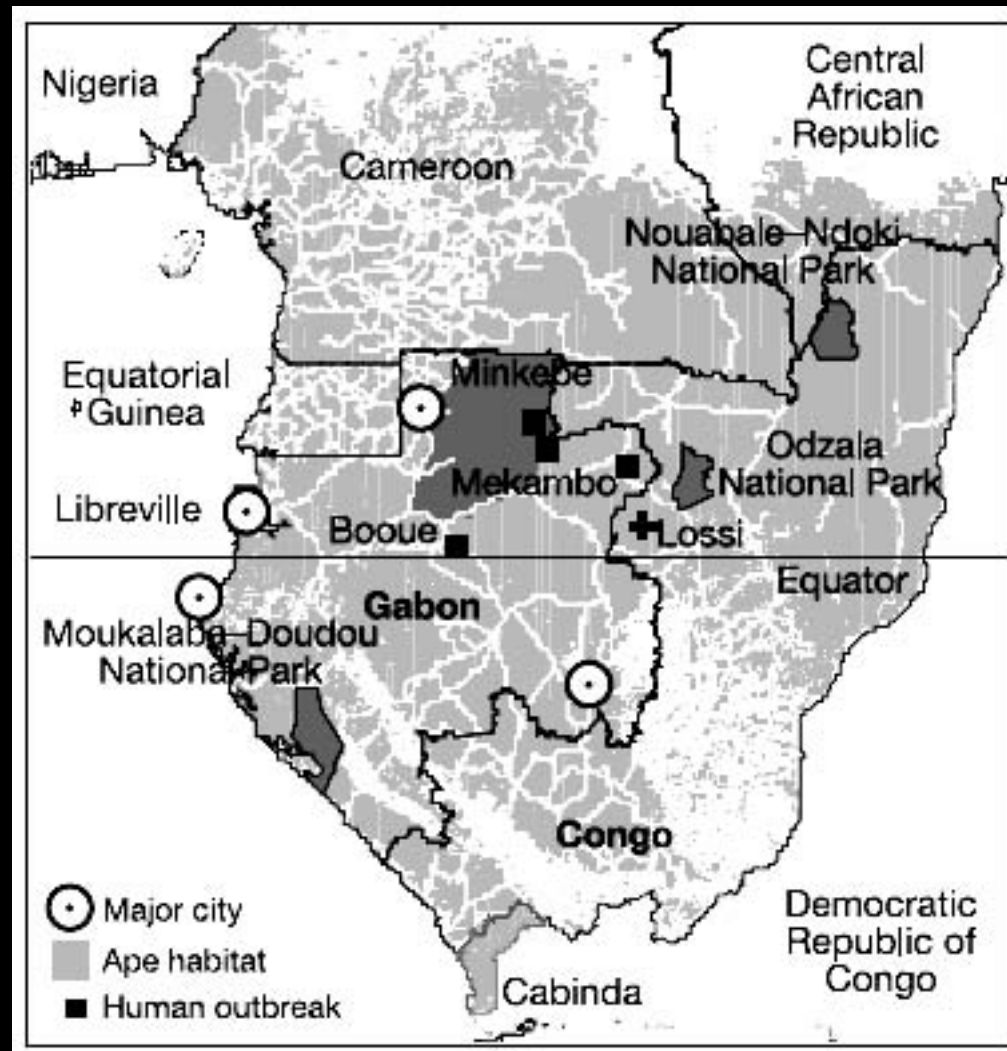 Nigeria
Central
African
Republic
Cameroon
Nouabale-Ndoki
National Park
Equatorial
Guinea
Minkebe
Odzala
National Park
Mekambo
Libreville
Booue
Lossi
Equator
Gabon
Moukalaba-Doudou
National Park
Congo
Major city
Ape habitat
Human outbreak
Democratic
Republic of
Congo
Cabinda